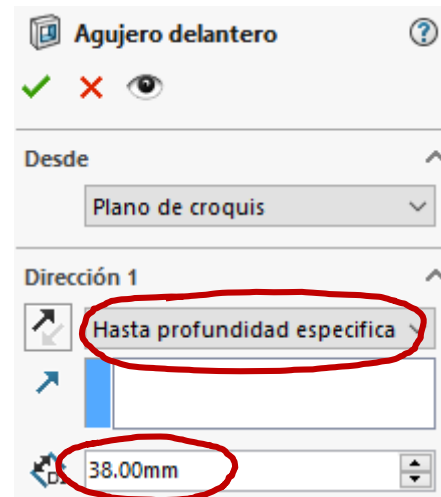 Agujero delantero
Desde
Plano de croquis
Dirección 1
Hasta profundidad especifica
38.00mm